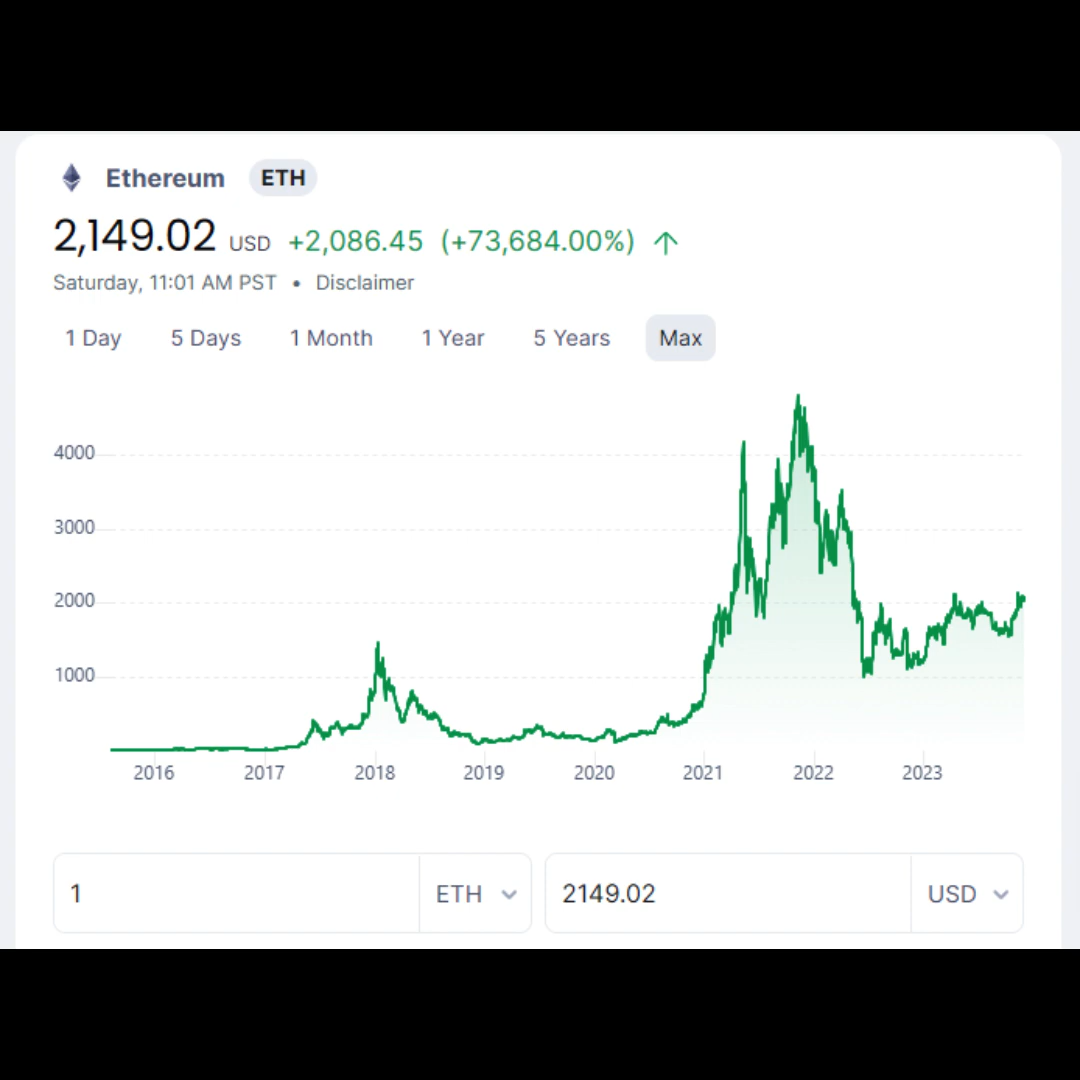 Ethereum ETH
2,149.02 USD +2,086.45 (+73,684.00%) ↑
Saturday, 11:01 AM PST • Disclaimer
1 Day 5 Days 1 Month 1 Year 5 Years Max
4000
3000
2000
1000
2016 2017 2018 2019 2020 2021 2022 2023
1 ETH 2149.02 USD